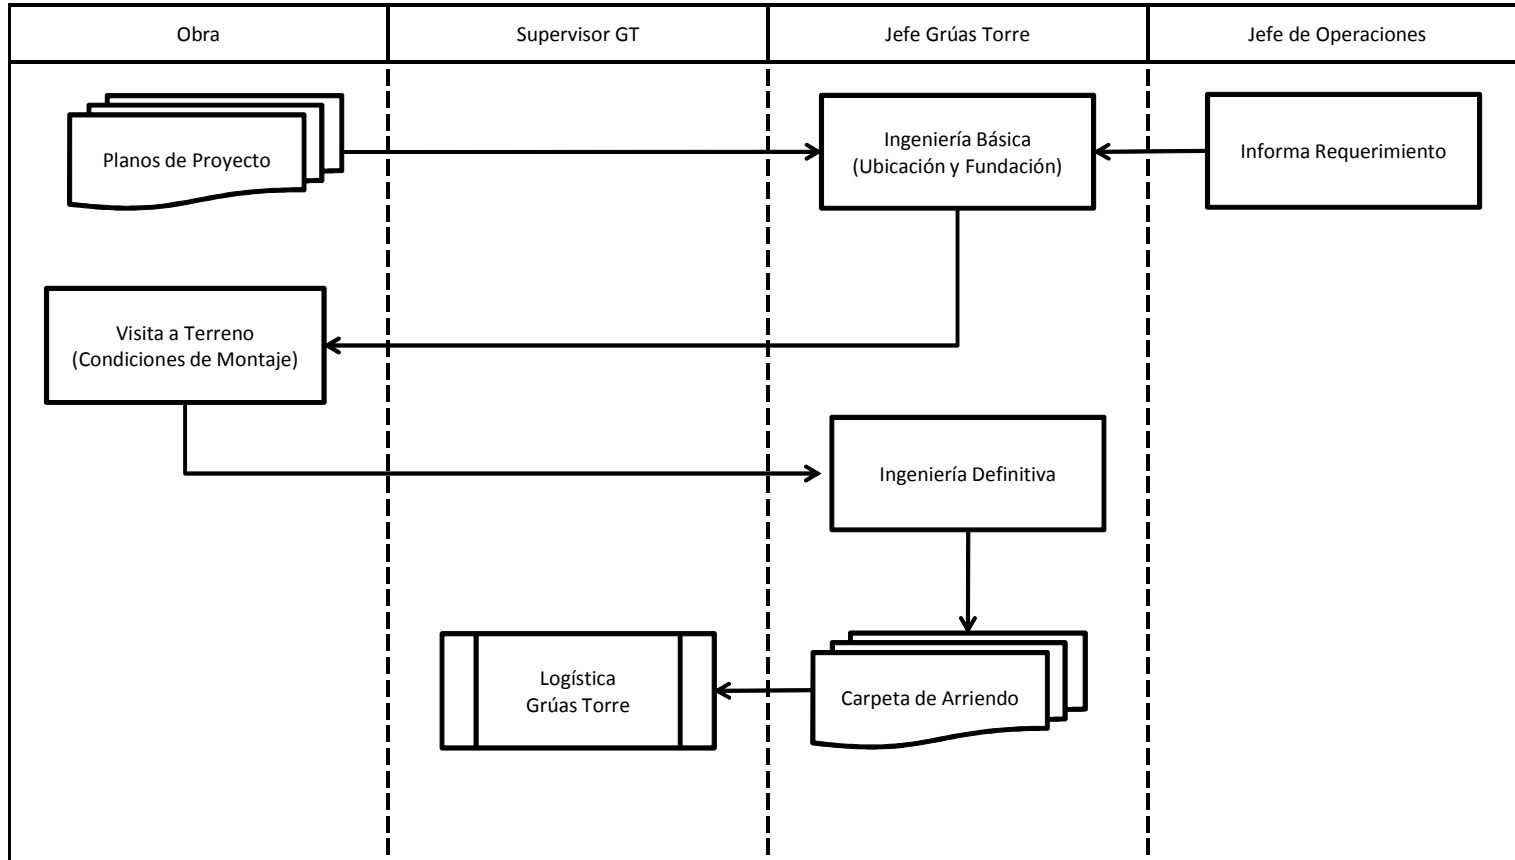 Obra
Supervisor GT
Jefe Grúas Torre
Jefe de Operaciones
Planos de Proyecto
Ingeniería Básica
(Ubicación y Fundación)
Informa Requerimiento
Visita a Terreno
(Condiciones de Montaje)
Ingeniería Definitiva
Logística
Grúas Torre
Carpeta de Arriendo